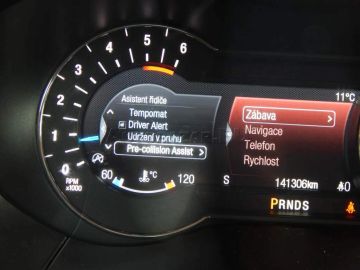 6
5
4
3
2
1
0
RPM
x1000
Asistent řidiče
Tempomat
Driver Alert
Udržení v pruhu
Pre-collision Assist
60
°C
120
11°C
Zábava
Navigace
Telefon
Rychlost
S
141306km
PRNDS